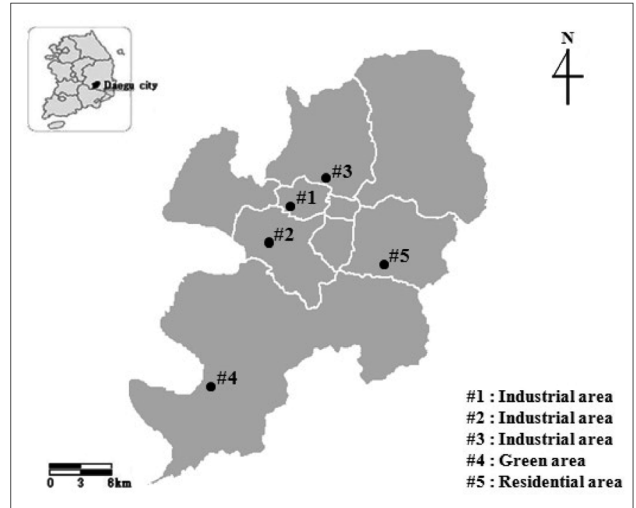 Daegu city
N
#3
#1
#2
#5
#4
#1 : Industrial area
#2 : Industrial area
#3 : Industrial area
#4 : Green area
#5 : Residential area
0 3 6km